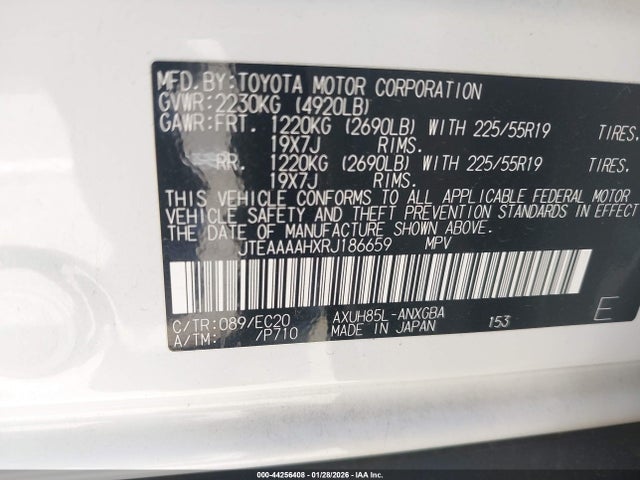 MFD.BY:TOYOTA MOTOR CORPORATION
GVWR:2230KG (4920LB)
GAWR:FRT. 1220KG (2690LB) WITH 225/55R19 TIRES.
19X7J RIMS.
RR. 1220KG (2690LB) WITH 225/55R19 TIRES.
19X7J RIMS.
THIS VEHICLE CONFORMS TO ALL APPLICABLE FEDERAL MOTOR
VEHICLE SAFETY AND THEFT PREVENTION STANDARDS IN EFFECT
THE DATE OF MANUFACTURE SHOWN ABOVE.
JTEAAAAHXRJ186659 MPV
C/TR:089/EC20 AXUH85L-ANXGBA 153 E
A/TM: /P710 MADE IN JAPAN
000-44256408 - 01/28/2026 - IAA Inc.